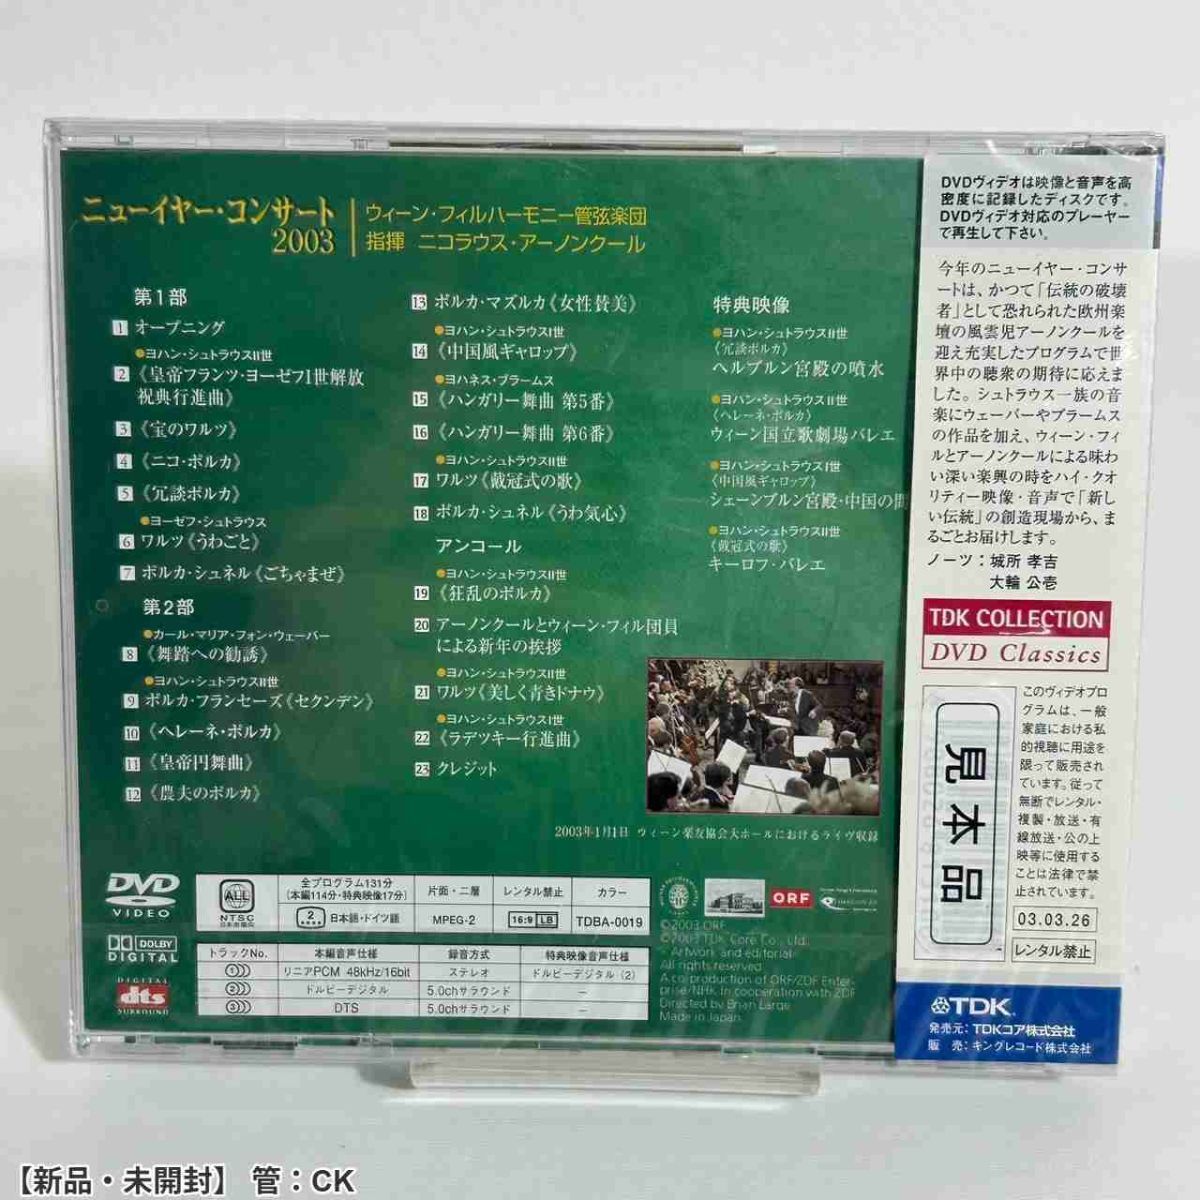 ニューイヤー・コンサート
2003
ウィーン・フィルハーモニー管弦楽団
指揮 ニコラウス・アーノンクール
第1部
1 オープニング
●ヨハン・シュトラウスII世
2 《皇帝フランツ・ヨーゼフ1世解放
祝典行進曲》
3 《宝のワルツ》
4 《ニコ・ポルカ》
5 《冗談ポルカ》
●ヨーゼフ・シュトラウス
6 ワルツ《うわごと》
7 ポルカ・シュネル《ごちゃまぜ》
第2部
●カール・マリア・フォン・ウェーバー
8 《舞踏への勧誘》
●ヨハン・シュトラウスII世
9 ポルカ・フランセーズ《セクンデン》
10 《ヘレーネ・ポルカ》
11 《皇帝円舞曲》
12 《農夫のポルカ》
13 ポルカ・マズルカ《女性賛美》
●ヨハン・シュトラウスI世
14 《中国風ギャロップ》
●ヨハネス・ブラームス
15 《ハンガリー舞曲 第5番》
16 《ハンガリー舞曲 第6番》
●ヨハン・シュトラウスII世
17 ワルツ《戴冠式の歌》
18 ポルカ・シュネル《うわ気心》
アンコール
●ヨハン・シュトラウスII世
19 《狂乱のポルカ》
20 アーノンクールとウィーン・フィル団員
による新年の挨拶
●ヨハン・シュトラウスII世
21 ワルツ《美しく青きドナウ》
●ヨハン・シュトラウスI世
22 《ラデツキー行進曲》
23 クレジット
特典映像
●ヨハン・シュトラウスII世
《冗談ポルカ》
ヘルブルン宮殿の噴水
●ヨハン・シュトラウスII世
《ヘレーネ・ポルカ》
ウィーン国立歌劇場バレエ
●ヨハン・シュトラウスI世
《中国風ギャロップ》
シェーンブルン宮殿・中国の間
●ヨハン・シュトラウスII世
《戴冠式の歌》
キーロフ・バレエ
2003年1月1日 ウィーン楽友協会大ホールにおけるライヴ収録
DVD
VIDEO
DOLBY
DIGITAL
DIGITAL
dts
SURROUND
ALL
NTSC
日本市場向
全プログラム131分
(本編114分・特典映像17分)
片面・二層
レンタル禁止
カラー
2
日本語・ドイツ語
MPEG-2
16:9 LB
TDBA-0019
トラックNo.
本編音声仕様
録音方式
特典映像音声仕様
1
リニアPCM 48kHz/16bit
ステレオ
ドルビーデジタル(2)
2
ドルビーデジタル
5.0chサラウンド
–
3
DTS
5.0chサラウンド
–
ORF
©2003 ORF
©2003 TDK Core Co., Ltd.
- Artwork and editorial-
All rights reserved
A co-production of ORF/ZDF Enter-
prise/NHK. In cooperation with ZDF
Directed by Brian Large
Made in Japan.
DVDヴィデオは映像と音声を高
密度に記録したディスクです。
DVDヴィデオ対応のプレーヤー
で再生して下さい。
今年のニューイヤー・コンサ
ートは、かつて「伝統の破壊
者」として恐れられた欧州楽
壇の風雲児アーノンクールを
迎え充実したプログラムで世
界中の聴衆の期待に応えまし
た。シュトラウス一族の音
楽にウェーバーやブラームス
の作品を加え、ウィーン・フィ
ルとアーノンクールによる味わ
い深い楽興の時をハイ・クオ
リティー映像・音声で「新し
い伝統」の創造現場から、ま
るごとお届けします。
ノーツ：城所 孝吉
大輪 公壱
TDK COLLECTION
DVD Classics
見本品
このヴィデオプロ
グラムは、一般
家庭における私
的視聴に用途を
限って販売され
ています。従って
無断でレンタル・
複製・放送・有
線放送・公の上
映等に使用する
ことは法律で禁
止されています。
03.03.26
レンタル禁止
TDK
発売元：TDKコア株式会社
販 売：キングレコード株式会社
【新品・未開封】 管：CK